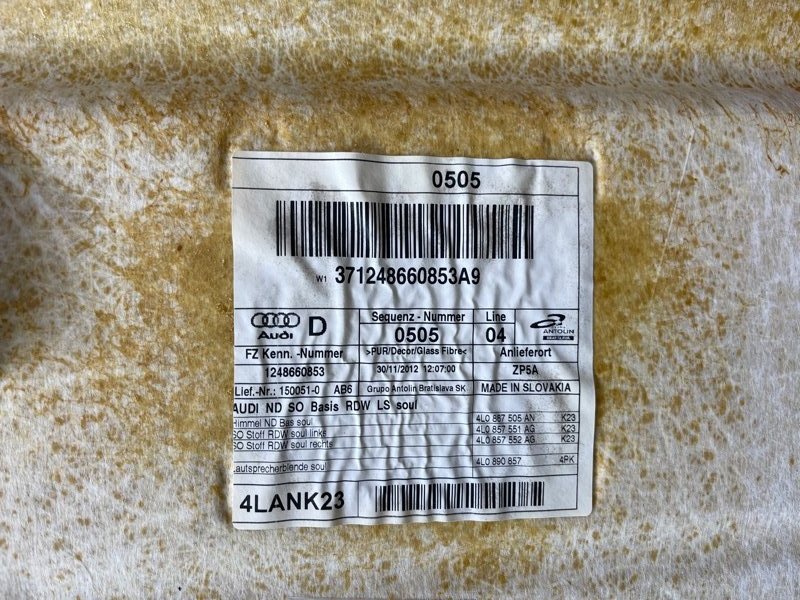 0505
W1 371248660853A9
Audi D
Sequenz - Nummer
Line
0505
04
ANTOLIN
FZ Kenn. -Nummer
>PUR/Decor/Glass Fibre<
Anlieferort
1248660853
30/11/2012 12:07:00
ZP5A
Lief.-Nr.: 150051-0 AB6
Grupo Antolin Bratislava SK
MADE IN SLOVAKIA
AUDI ND SO Basis RDW LS soul
Himmel ND Bas soul
4L0 867 505 AN K23
SO Stoff RDW soul links
4L0 857 551 AG K23
SO Stoff RDW soul rechts
4L0 857 552 AG K23
Lautsprecherblende soul
4L0 890 857 4PK
4LANK23